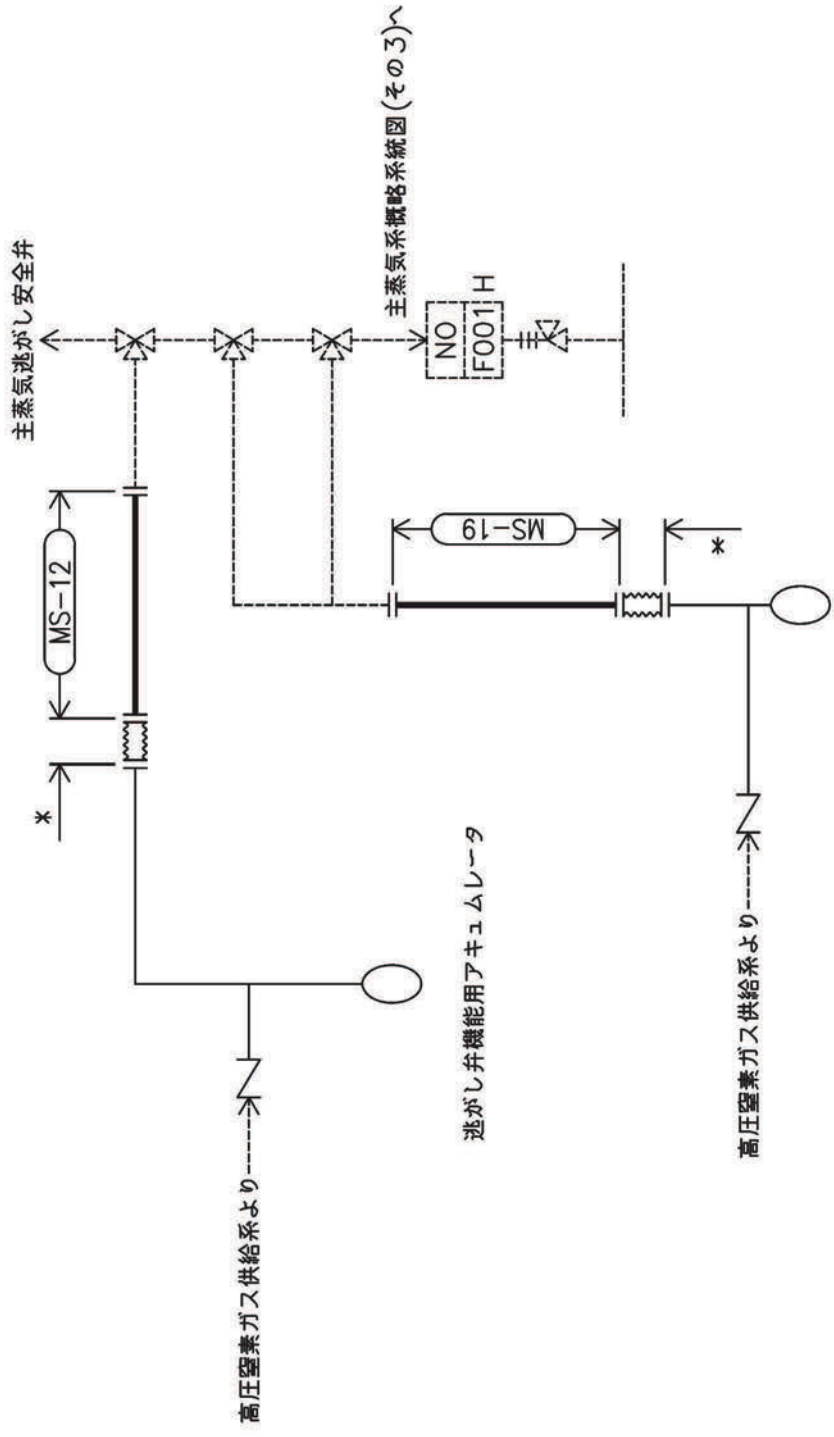 主蒸気逃がし安全弁
主蒸気系概略系統図(その3)へ
NO
F001
H
MS-12
*
MS-19
*
高圧窒素ガス供給系より
逃がし弁機能用アキュムレータ
高圧窒素ガス供給系より